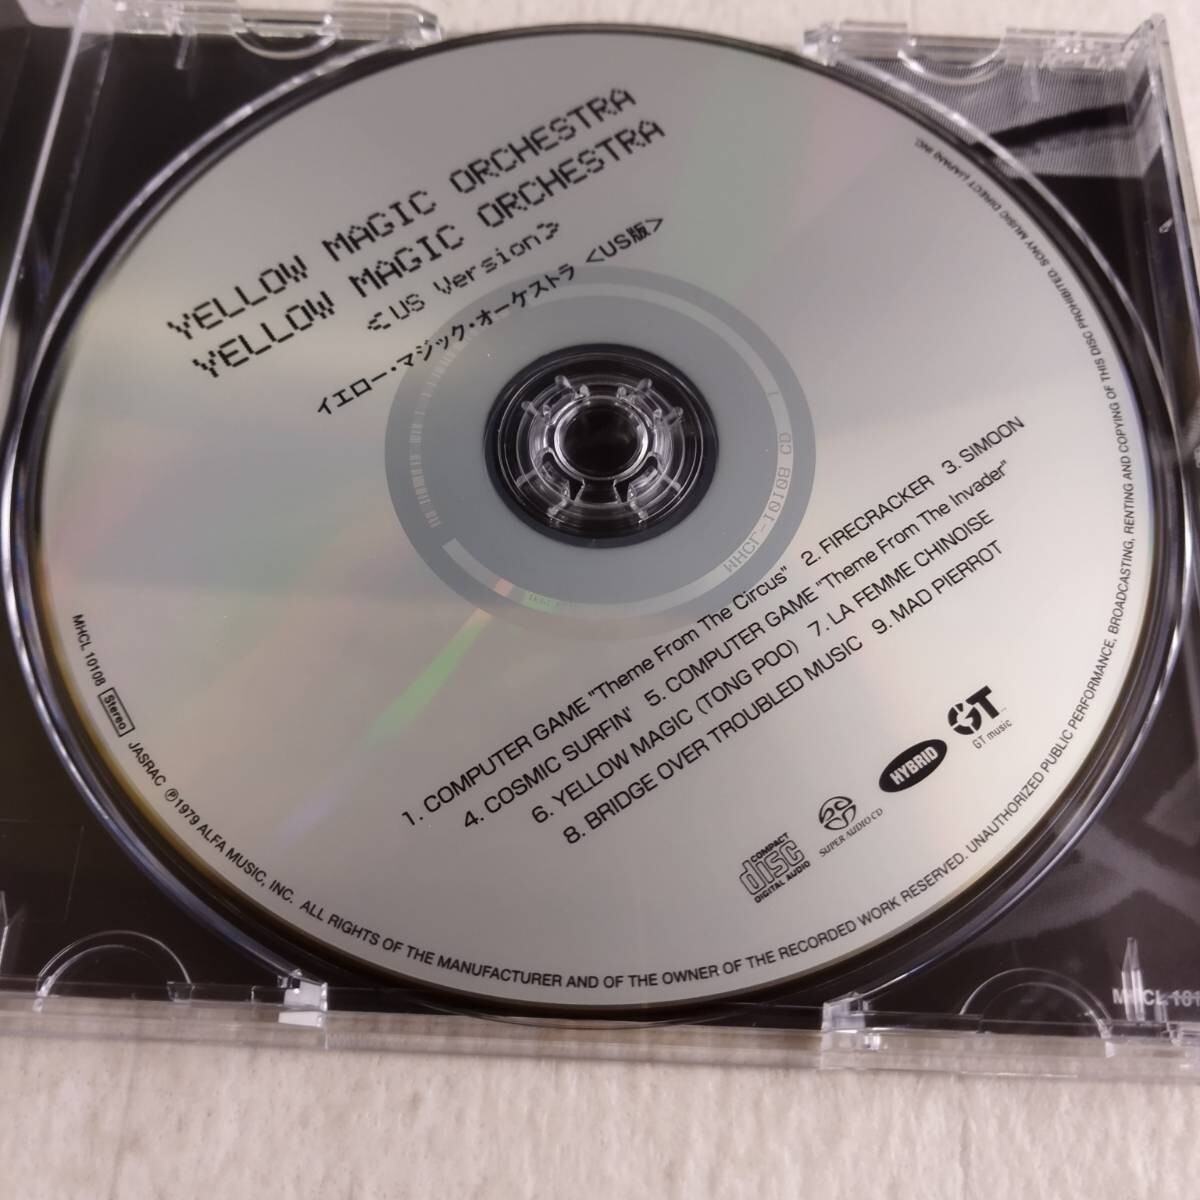 YELLOW MAGIC ORCHESTRA
YELLOW MAGIC ORCHESTRA
<US Version>
イエロー・マジック・オーケストラ <US版>
MHCL-10108 CD
1. COMPUTER GAME "Theme From The Circus" 2. FIRECRACKER 3. SIMOON
4. COSMIC SURFIN' 5. COMPUTER GAME "Theme From The Invader"
6. YELLOW MAGIC (TONG POO) 7. LA FEMME CHINOISE
8. BRIDGE OVER TROUBLED MUSIC 9. MAD PIERROT
COMPACT
disc
DIGITAL AUDIO
SUPER AUDIO CD
HYBRID
GT
GT music
MHCL 10108 Stereo JASRAC ℗1979 ALFA MUSIC, INC. ALL RIGHTS OF THE MANUFACTURER AND OF THE OWNER OF THE RECORDED WORK RESERVED. UNAUTHORIZED PUBLIC PERFORMANCE, BROADCASTING, RENTING AND COPYING OF THIS DISC PROHIBITED. SONY MUSIC DIRECT (JAPAN) INC.